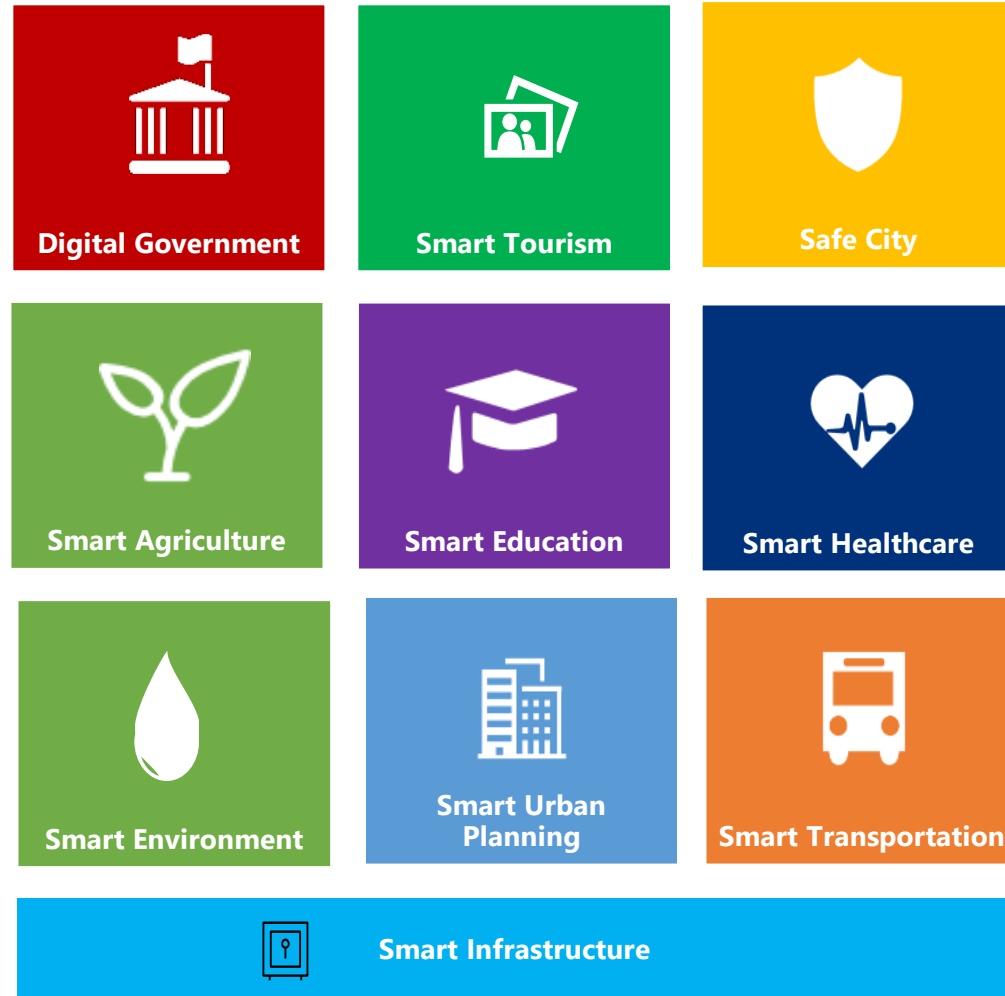 Digital Government
Smart Tourism
Safe City
Smart Agriculture
Smart Education
Smart Healthcare
Smart Environment
Smart Urban
Planning
Smart Transportation
Smart Infrastructure